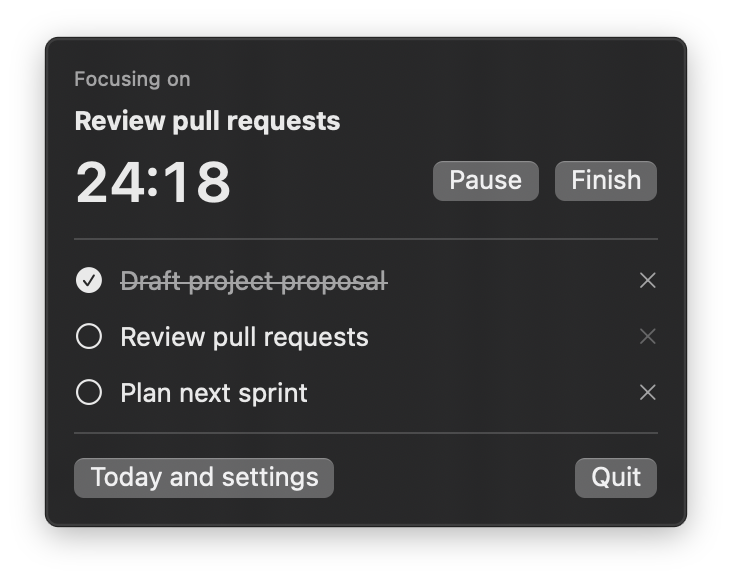 Focusing on
Review pull requests
24:18
Pause
Finish
Draft project proposal
Review pull requests
Plan next sprint
Today and settings
Quit